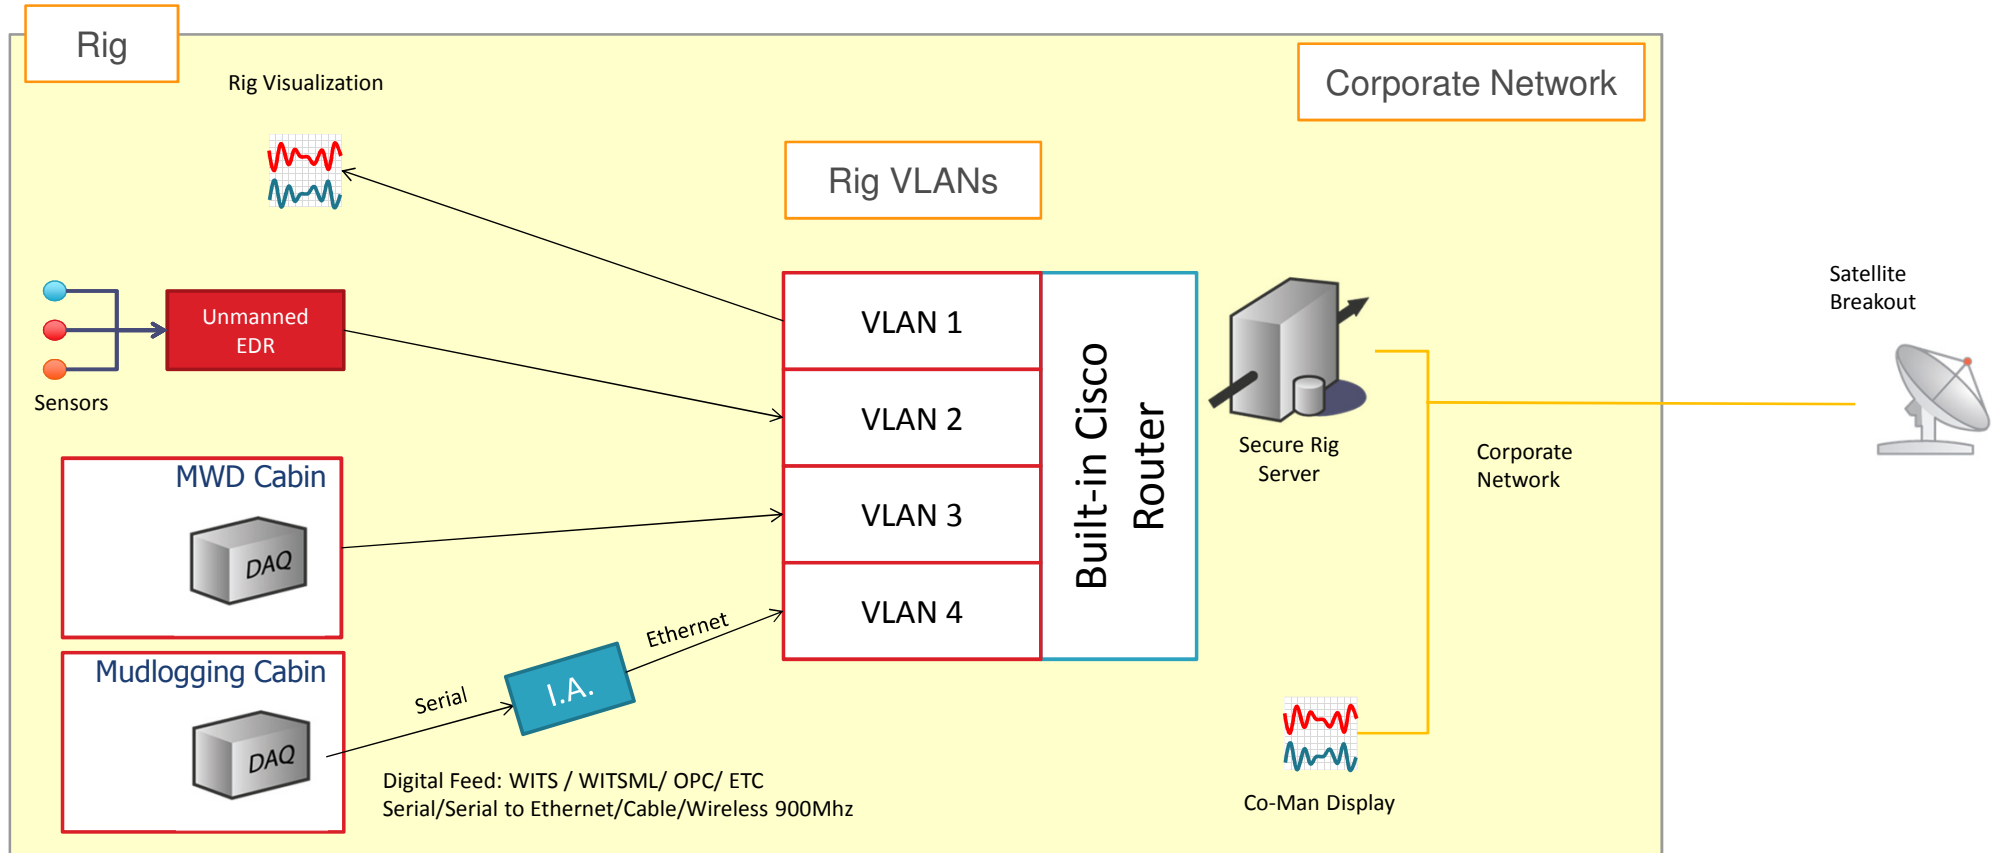 Rig
Corporate Network
Rig Visualization
Rig VLANs
Satellite
Breakout
Unmanned
EDR
Sensors
VLAN 1
VLAN 2
VLAN 3
VLAN 4
Built-in Cisco
Router
Secure Rig
Server
Corporate
Network
MWD Cabin
DAQ
Mudlogging Cabin
DAQ
Serial
I.A.
Ethernet
Digital Feed: WITS / WITSML/ OPC/ ETC
Serial/Serial to Ethernet/Cable/Wireless 900Mhz
Co-Man Display